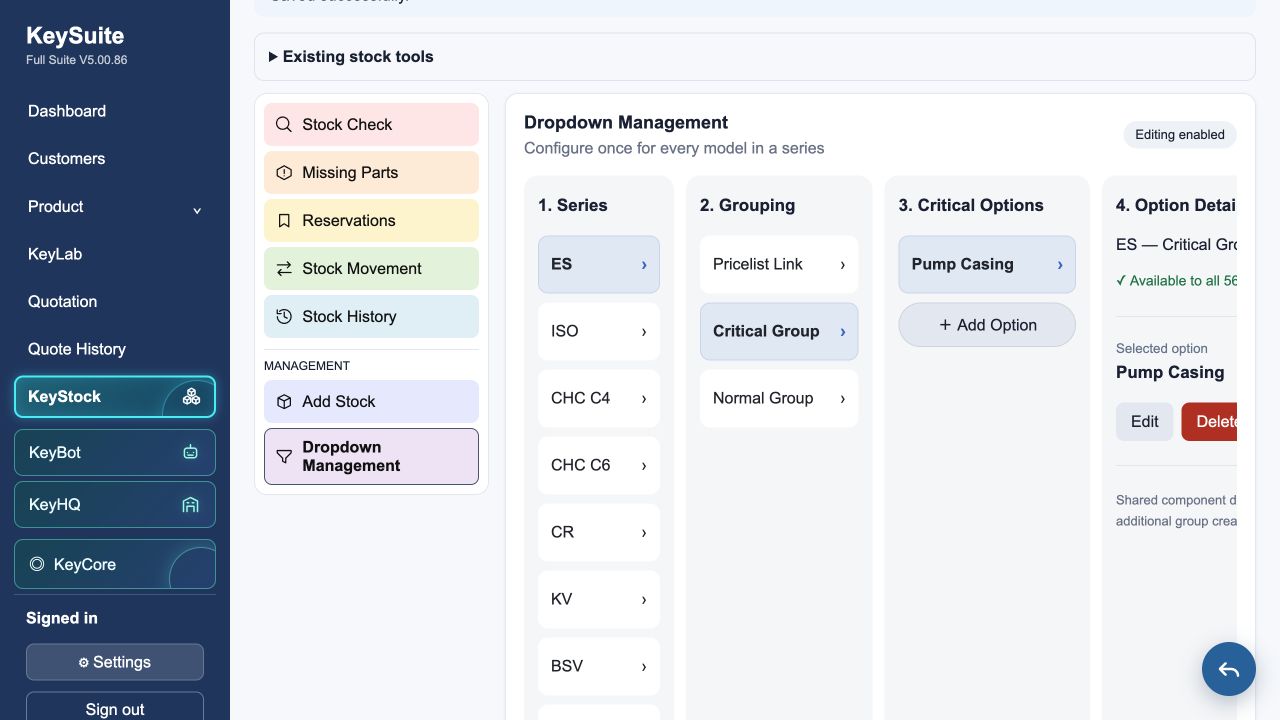 KeySuite
Full Suite V5.00.86
Dashboard
Customers
Product
KeyLab
Quotation
Quote History
KeyStock
KeyBot
KeyHQ
KeyCore
Signed in
Settings
Sign out
Saved successfully.
Existing stock tools
Stock Check
Missing Parts
Reservations
Stock Movement
Stock History
MANAGEMENT
Add Stock
Dropdown
Management
Dropdown Management
Configure once for every model in a series
Editing enabled
1. Series
ES
ISO
CHC C4
CHC C6
CR
KV
BSV
2. Grouping
Pricelist Link
Critical Group
Normal Group
3. Critical Options
Pump Casing
+ Add Option
4. Option Detai
ES — Critical Gro
✓ Available to all 56
Selected option
Pump Casing
Edit
Delete
Shared component d
additional group crea